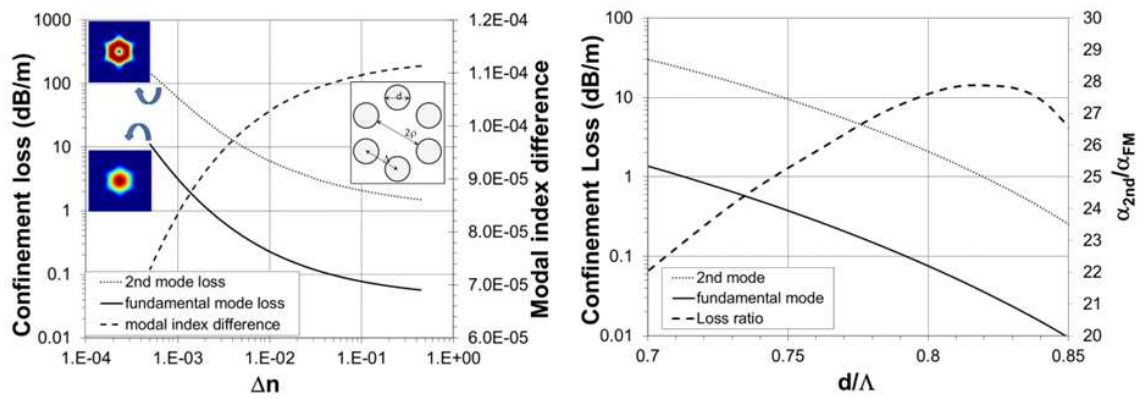 1000
100
10
1
0.1
0.01
Confinement loss (dB/m)
1.2E-04
1.1E-04
1.0E-04
9.0E-05
8.0E-05
7.0E-05
6.0E-05
Modal index difference
d
2ρ
Λ
2nd mode loss
fundamental mode loss
modal index difference
1.E-04 1.E-03 1.E-02 1.E-01 1.E+00
Δn
100
10
1
0.1
0.01
Confinement Loss (dB/m)
30
29
28
27
26
25
24
23
22
21
20
α2nd/αFM
2nd mode
fundamental mode
Loss ratio
0.7 0.75 0.8 0.85
d/Λ